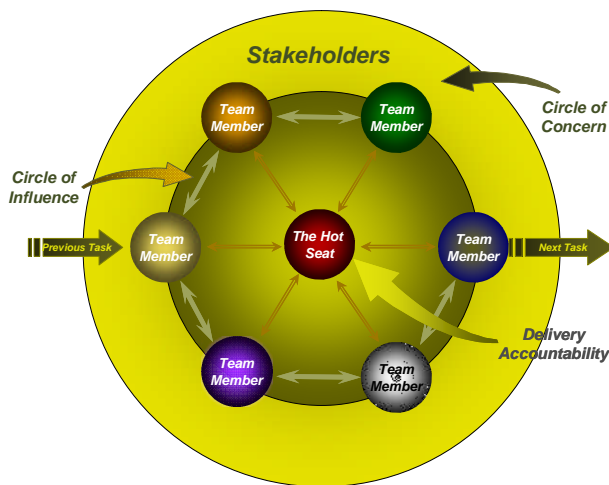 Stakeholders
Team
Member
Team
Member
Circle of
Concern
Circle of
Influence
Previous Task
Team
Member
The Hot
Seat
Team
Member
Next Task
Delivery
Accountability
Team
Member
Team
Member